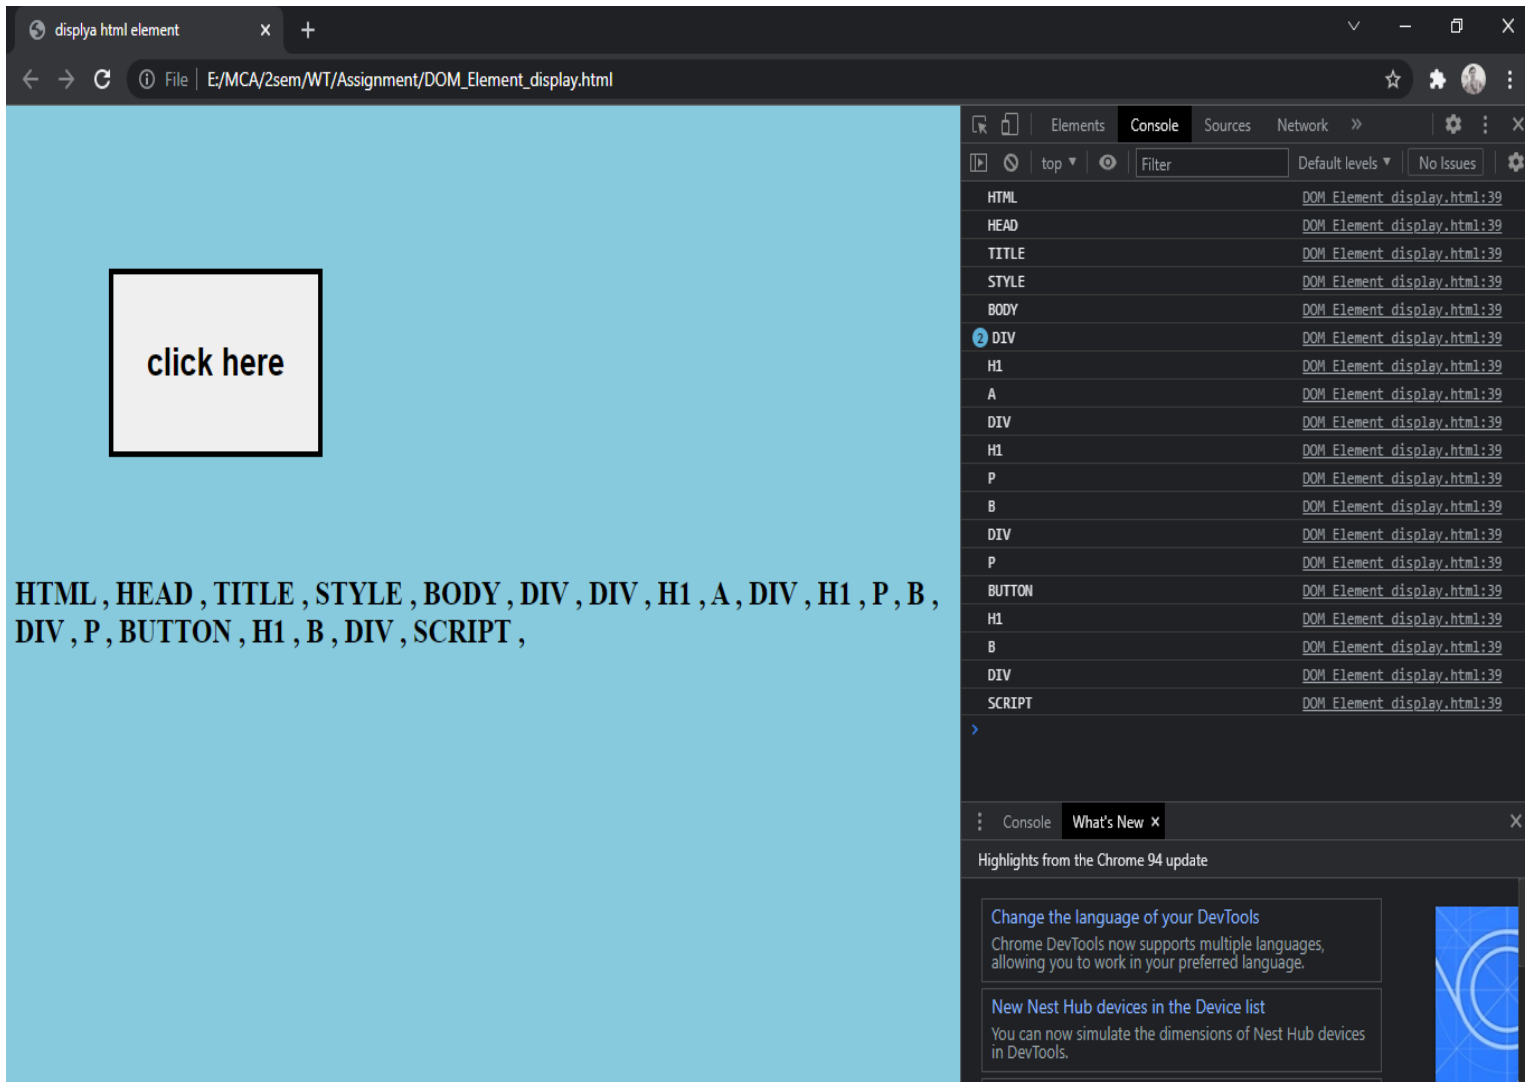 displya html element
File E:/MCA/2sem/WT/Assignment/DOM_Element_display.html
click here
HTML , HEAD , TITLE , STYLE , BODY , DIV , DIV , H1 , A , DIV , H1 , P , B ,
DIV , P , BUTTON , H1 , B , DIV , SCRIPT ,
Elements Console Sources Network »
top Filter Default levels No Issues
HTML DOM_Element_display.html:39
HEAD DOM_Element_display.html:39
TITLE DOM_Element_display.html:39
STYLE DOM_Element_display.html:39
BODY DOM_Element_display.html:39
2 DIV DOM_Element_display.html:39
H1 DOM_Element_display.html:39
A DOM_Element_display.html:39
DIV DOM_Element_display.html:39
H1 DOM_Element_display.html:39
P DOM_Element_display.html:39
B DOM_Element_display.html:39
DIV DOM_Element_display.html:39
P DOM_Element_display.html:39
BUTTON DOM_Element_display.html:39
H1 DOM_Element_display.html:39
B DOM_Element_display.html:39
DIV DOM_Element_display.html:39
SCRIPT DOM_Element_display.html:39
Console What's New
Highlights from the Chrome 94 update
Change the language of your DevTools
Chrome DevTools now supports multiple languages,
allowing you to work in your preferred language.
New Nest Hub devices in the Device list
You can now simulate the dimensions of Nest Hub devices
in DevTools.